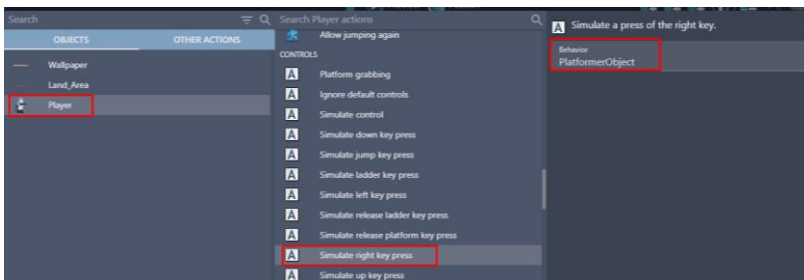 Search
OBJECTS
OTHER ACTIONS
Wallpaper
Land_Area
Player
Search Player actions
Allow jumping again
CONTROLS
A Platform grabbing
A Ignore default controls
A Simulate control
A Simulate down key press
A Simulate jump key press
A Simulate ladder key press
A Simulate left key press
A Simulate release ladder key press
A Simulate release platform key press
A Simulate right key press
A Simulate up key press
A Simulate a press of the right key.
Behavior
PlatformerObject